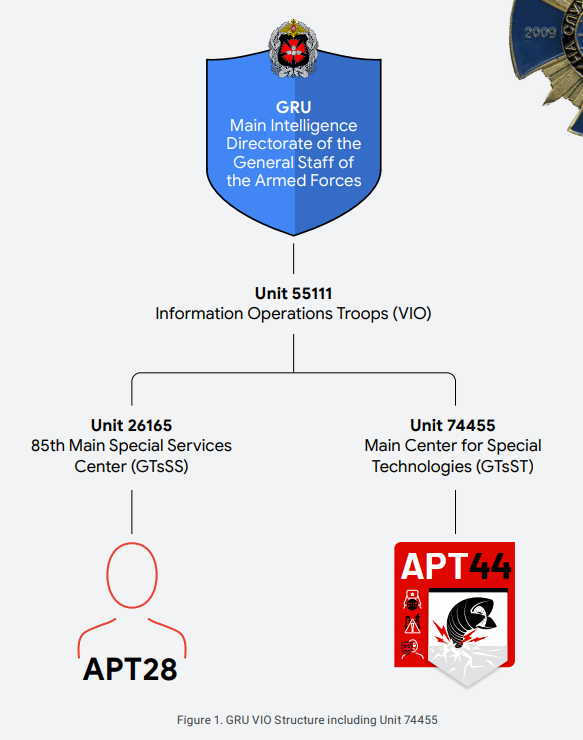 2009
НА СЛУ
GRU
Main Intelligence
Directorate of the
General Staff of
the Armed Forces
Unit 55111
Information Operations Troops (VIO)
Unit 26165
85th Main Special Services
Center (GTsSS)
Unit 74455
Main Center for Special
Technologies (GTsST)
APT28
APT44
Figure 1. GRU VIO Structure including Unit 74455